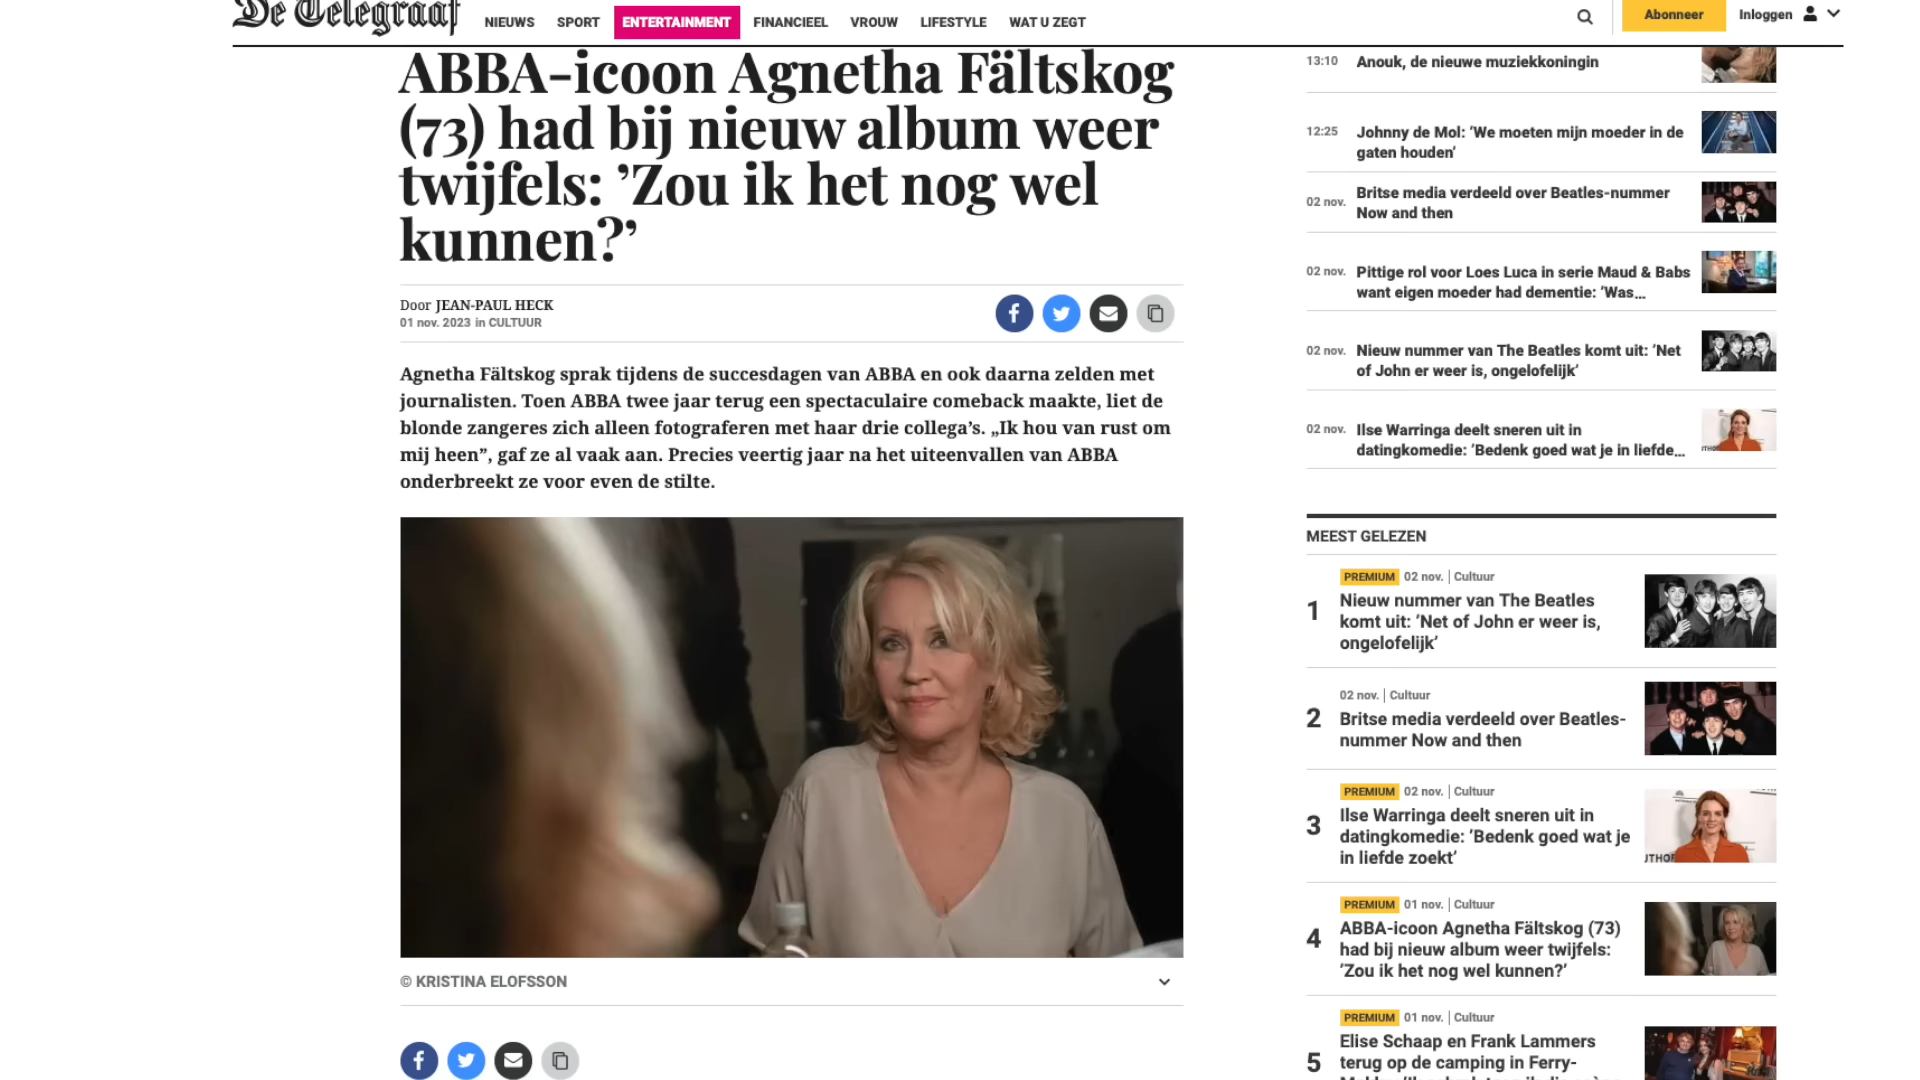 De Telegraaf
NIEUWS SPORT ENTERTAINMENT FINANCIEEL VROUW LIFESTYLE WAT U ZEGT
Abonneer
Inloggen
ABBA-icoon Agnetha Fältskog
(73) had bij nieuw album weer
twijfels: ’Zou ik het nog wel
kunnen?’
Door JEAN-PAUL HECK
01 nov. 2023 in CULTUUR
Agnetha Fältskog sprak tijdens de succesdagen van ABBA en ook daarna zelden met
journalisten. Toen ABBA twee jaar terug een spectaculaire comeback maakte, liet de
blonde zangeres zich alleen fotograferen met haar drie collega’s. „Ik hou van rust om
mij heen”, gaf ze al vaak aan. Precies veertig jaar na het uiteenvallen van ABBA
onderbreekt ze voor even de stilte.
© KRISTINA ELOFSSON
13:10 Anouk, de nieuwe muziekkoningin
12:25 Johnny de Mol: ’We moeten mijn moeder in de
gaten houden’
02 nov. Britse media verdeeld over Beatles-nummer
Now and then
02 nov. Pittige rol voor Loes Luca in serie Maud & Babs
want eigen moeder had dementie: ’Was...
02 nov. Nieuw nummer van The Beatles komt uit: ’Net
of John er weer is, ongelofelijk’
02 nov. Ilse Warringa deelt sneren uit in
datingkomedie: ’Bedenk goed wat je in liefde...
MEEST GELEZEN
PREMIUM 02 nov. | Cultuur
1 Nieuw nummer van The Beatles
komt uit: ’Net of John er weer is,
ongelofelijk’
02 nov. | Cultuur
2 Britse media verdeeld over Beatles-
nummer Now and then
PREMIUM 02 nov. | Cultuur
3 Ilse Warringa deelt sneren uit in
datingkomedie: ’Bedenk goed wat je
in liefde zoekt’
PREMIUM 01 nov. | Cultuur
4 ABBA-icoon Agnetha Fältskog (73)
had bij nieuw album weer twijfels:
’Zou ik het nog wel kunnen?’
PREMIUM 01 nov. | Cultuur
5 Elise Schaap en Frank Lammers
terug op de camping in Ferry-